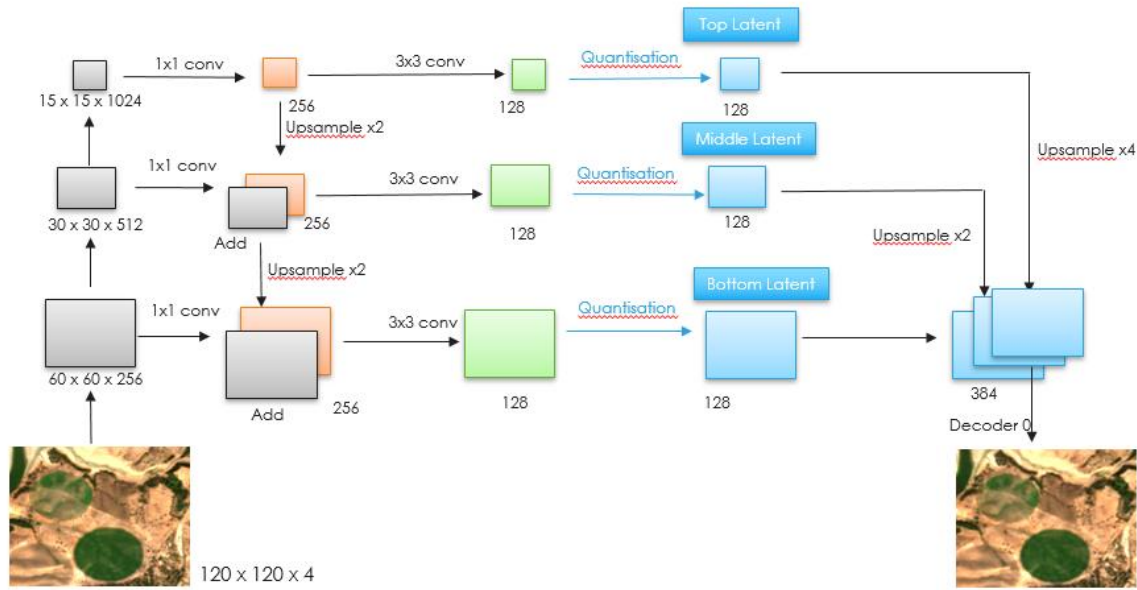 Top Latent
1x1 conv
3x3 conv
Quantisation
15 x 15 x 1024
256
128
128
Upsample x2
Middle Latent
Upsample x4
1x1 conv
3x3 conv
Quantisation
30 x 30 x 512
256
128
128
Add
Upsample x2
Upsample x2
Bottom Latent
1x1 conv
3x3 conv
Quantisation
60 x 60 x 256
Add
256
128
128
384
Decoder 0
120 x 120 x 4